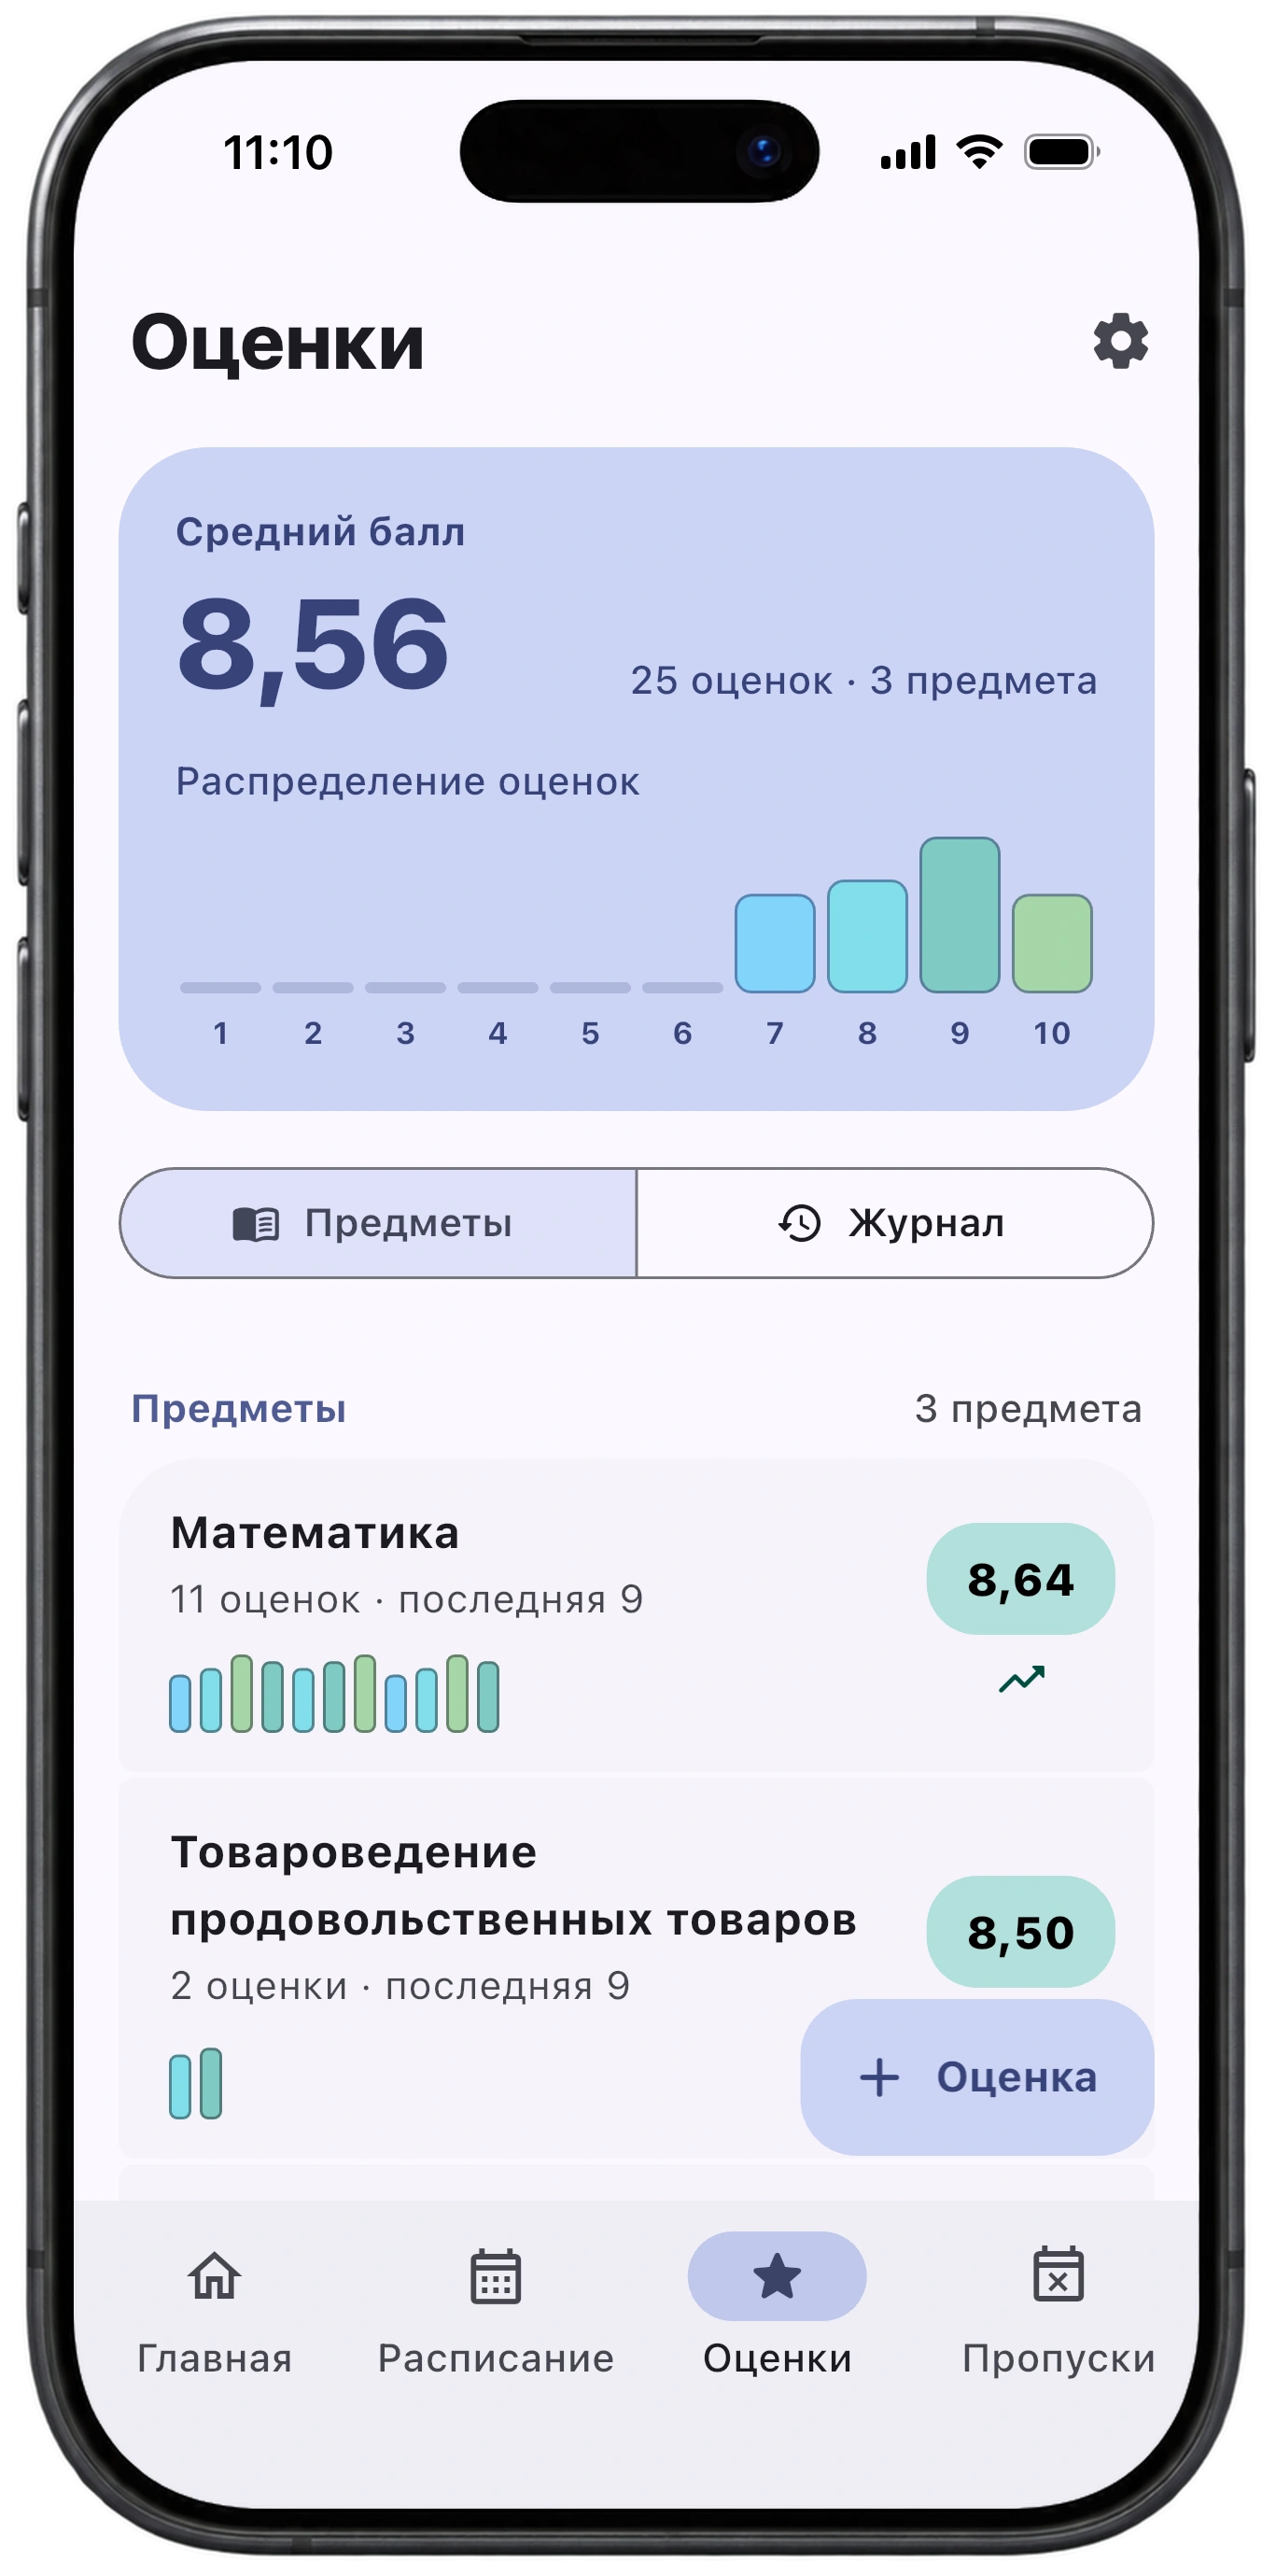 11:10
Оценки
Средний балл
8,56
25 оценок · 3 предмета
Распределение оценок
1 2 3 4 5 6 7 8 9 10
Предметы
Журнал
Предметы
3 предмета
Математика
11 оценок · последняя 9
8,64
Товароведение
продовольственных товаров
2 оценки · последняя 9
8,50
+ Оценка
Главная
Расписание
Оценки
Пропуски